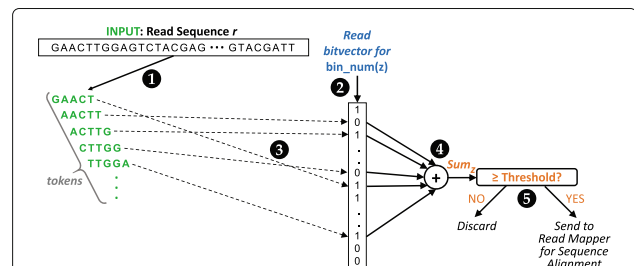 INPUT: Read Sequence r
GAACTTGGAGTCTACGAG ••• GTACGATT
1
Read
bitvector for
bin_num(z)
2
GAACT
AACTT
ACTTG
CTTGG
TTGGA
tokens
3
1
0
1
.
.
0
1
1
.
.
1
0
0
4
+
Sumz
≥ Threshold?
5
NO
YES
Discard
Send to
Read Mapper
for Sequence
Alignment